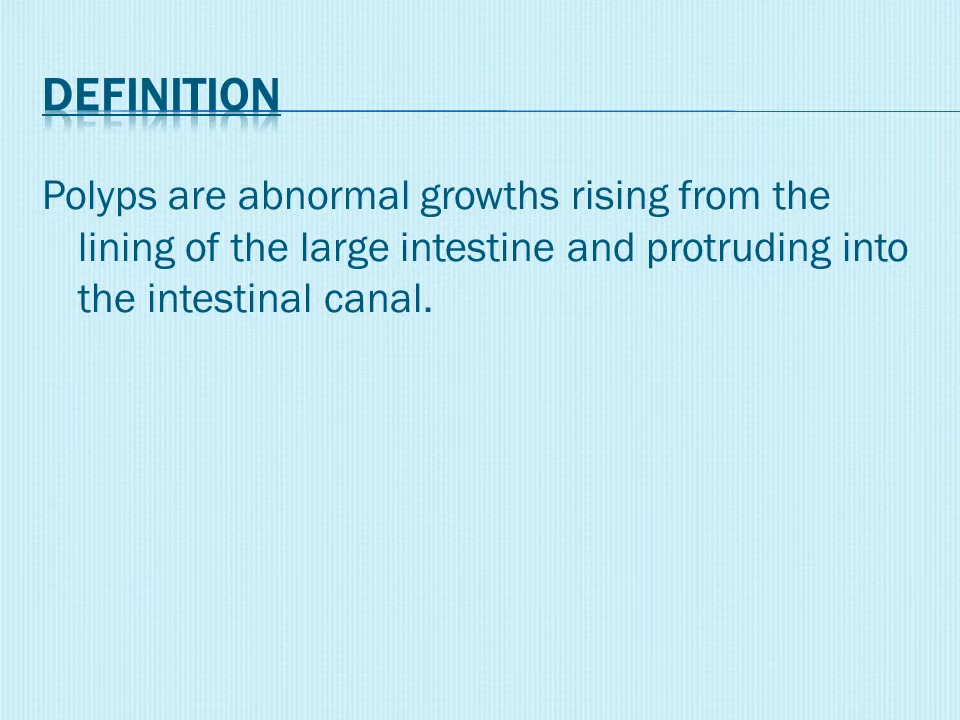 DEFINITION
Polyps are abnormal growths rising from the
lining of the large intestine and protruding into
the intestinal canal.